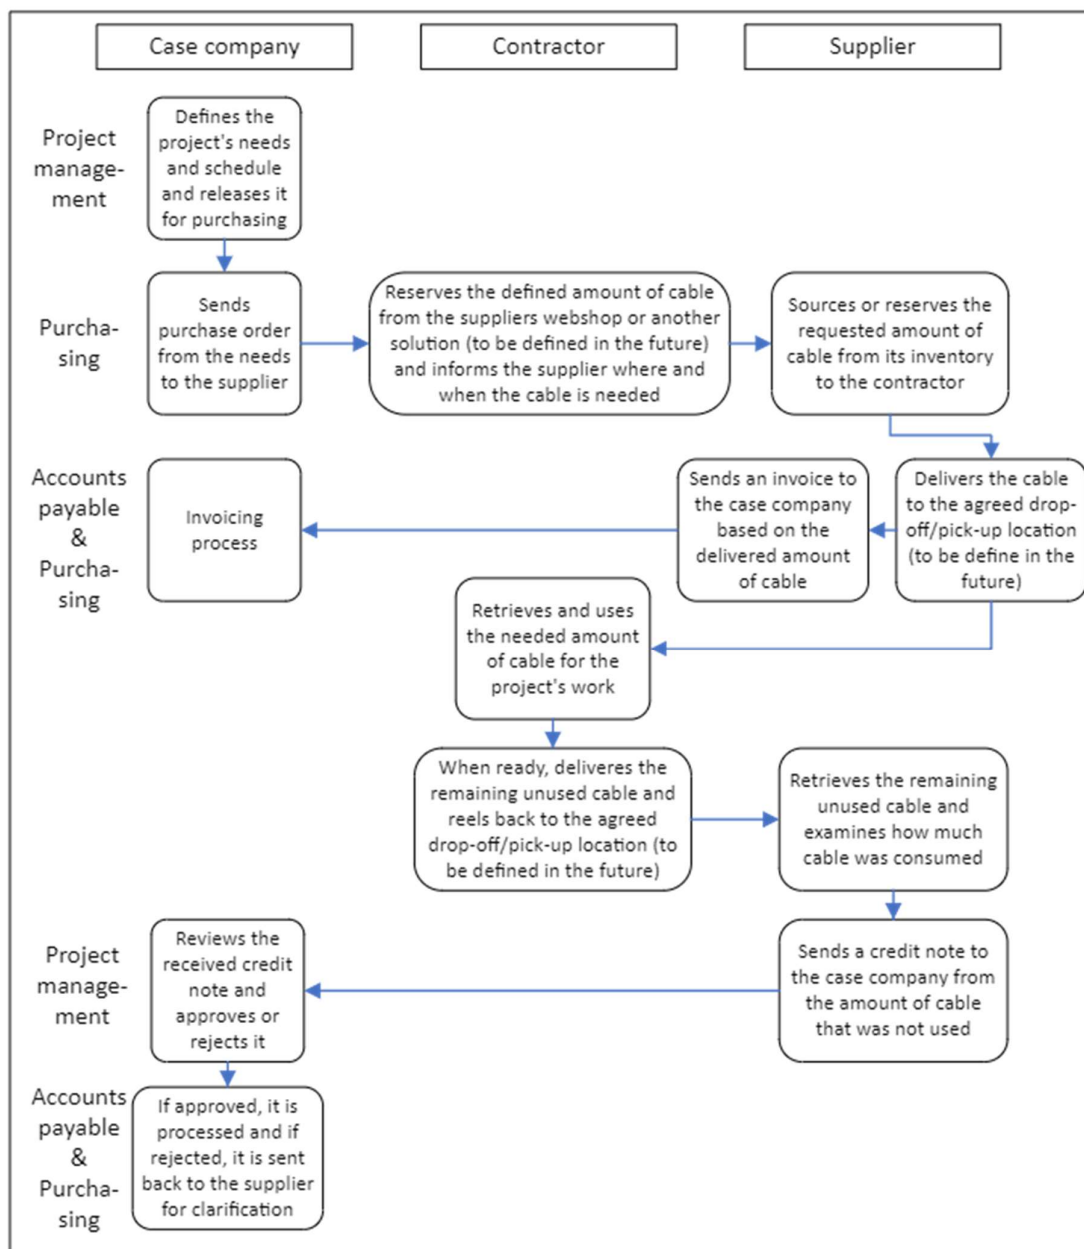 Case company
Contractor
Supplier
Project
manage-
ment
Defines the
project's needs
and schedule
and releases it
for purchasing
Purcha-
sing
Sends
purchase order
from the needs
to the supplier
Reserves the defined amount of cable
from the suppliers webshop or another
solution (to be defined in the future)
and informs the supplier where and
when the cable is needed
Sources or reserves the
requested amount of
cable from its inventory
to the contractor
Accounts
payable
&
Purcha-
sing
Invoicing
process
Sends an invoice to
the case company
based on the
delivered amount
of cable
Delivers the cable
to the agreed drop-
off/pick-up location
(to be define in the
future)
Retrieves and uses
the needed amount
of cable for the
project's work
When ready, deliveres the
remaining unused cable and
reels back to the agreed
drop-off/pick-up location (to
be defined in the future)
Retrieves the remaining
unused cable and
examines how much
cable was consumed
Project
manage-
ment
Reviews the
received credit
note and
approves or
rejects it
Sends a credit note to
the case company from
the amount of cable
that was not used
Accounts
payable
&
Purcha-
sing
If approved, it is
processed and if
rejected, it is sent
back to the supplier
for clarification